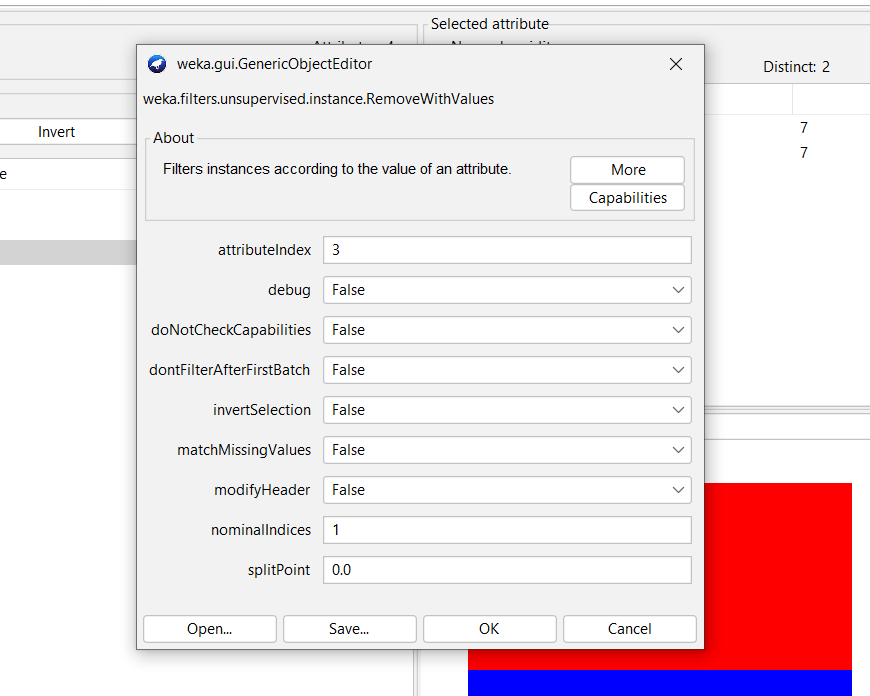 Selected attribute
weka.gui.GenericObjectEditor
Distinct: 2
weka.filters.unsupervised.instance.RemoveWithValues
7
Invert
About
7
Filters instances according to the value of an attribute.
More
e
Capabilities
attributeIndex 3
debug False
doNotCheckCapabilities False
dontFilterAfterFirstBatch False
invertSelection False
matchMissingValues False
modifyHeader False
nominalIndices 1
splitPoint 0.0
Open... Save... OK Cancel